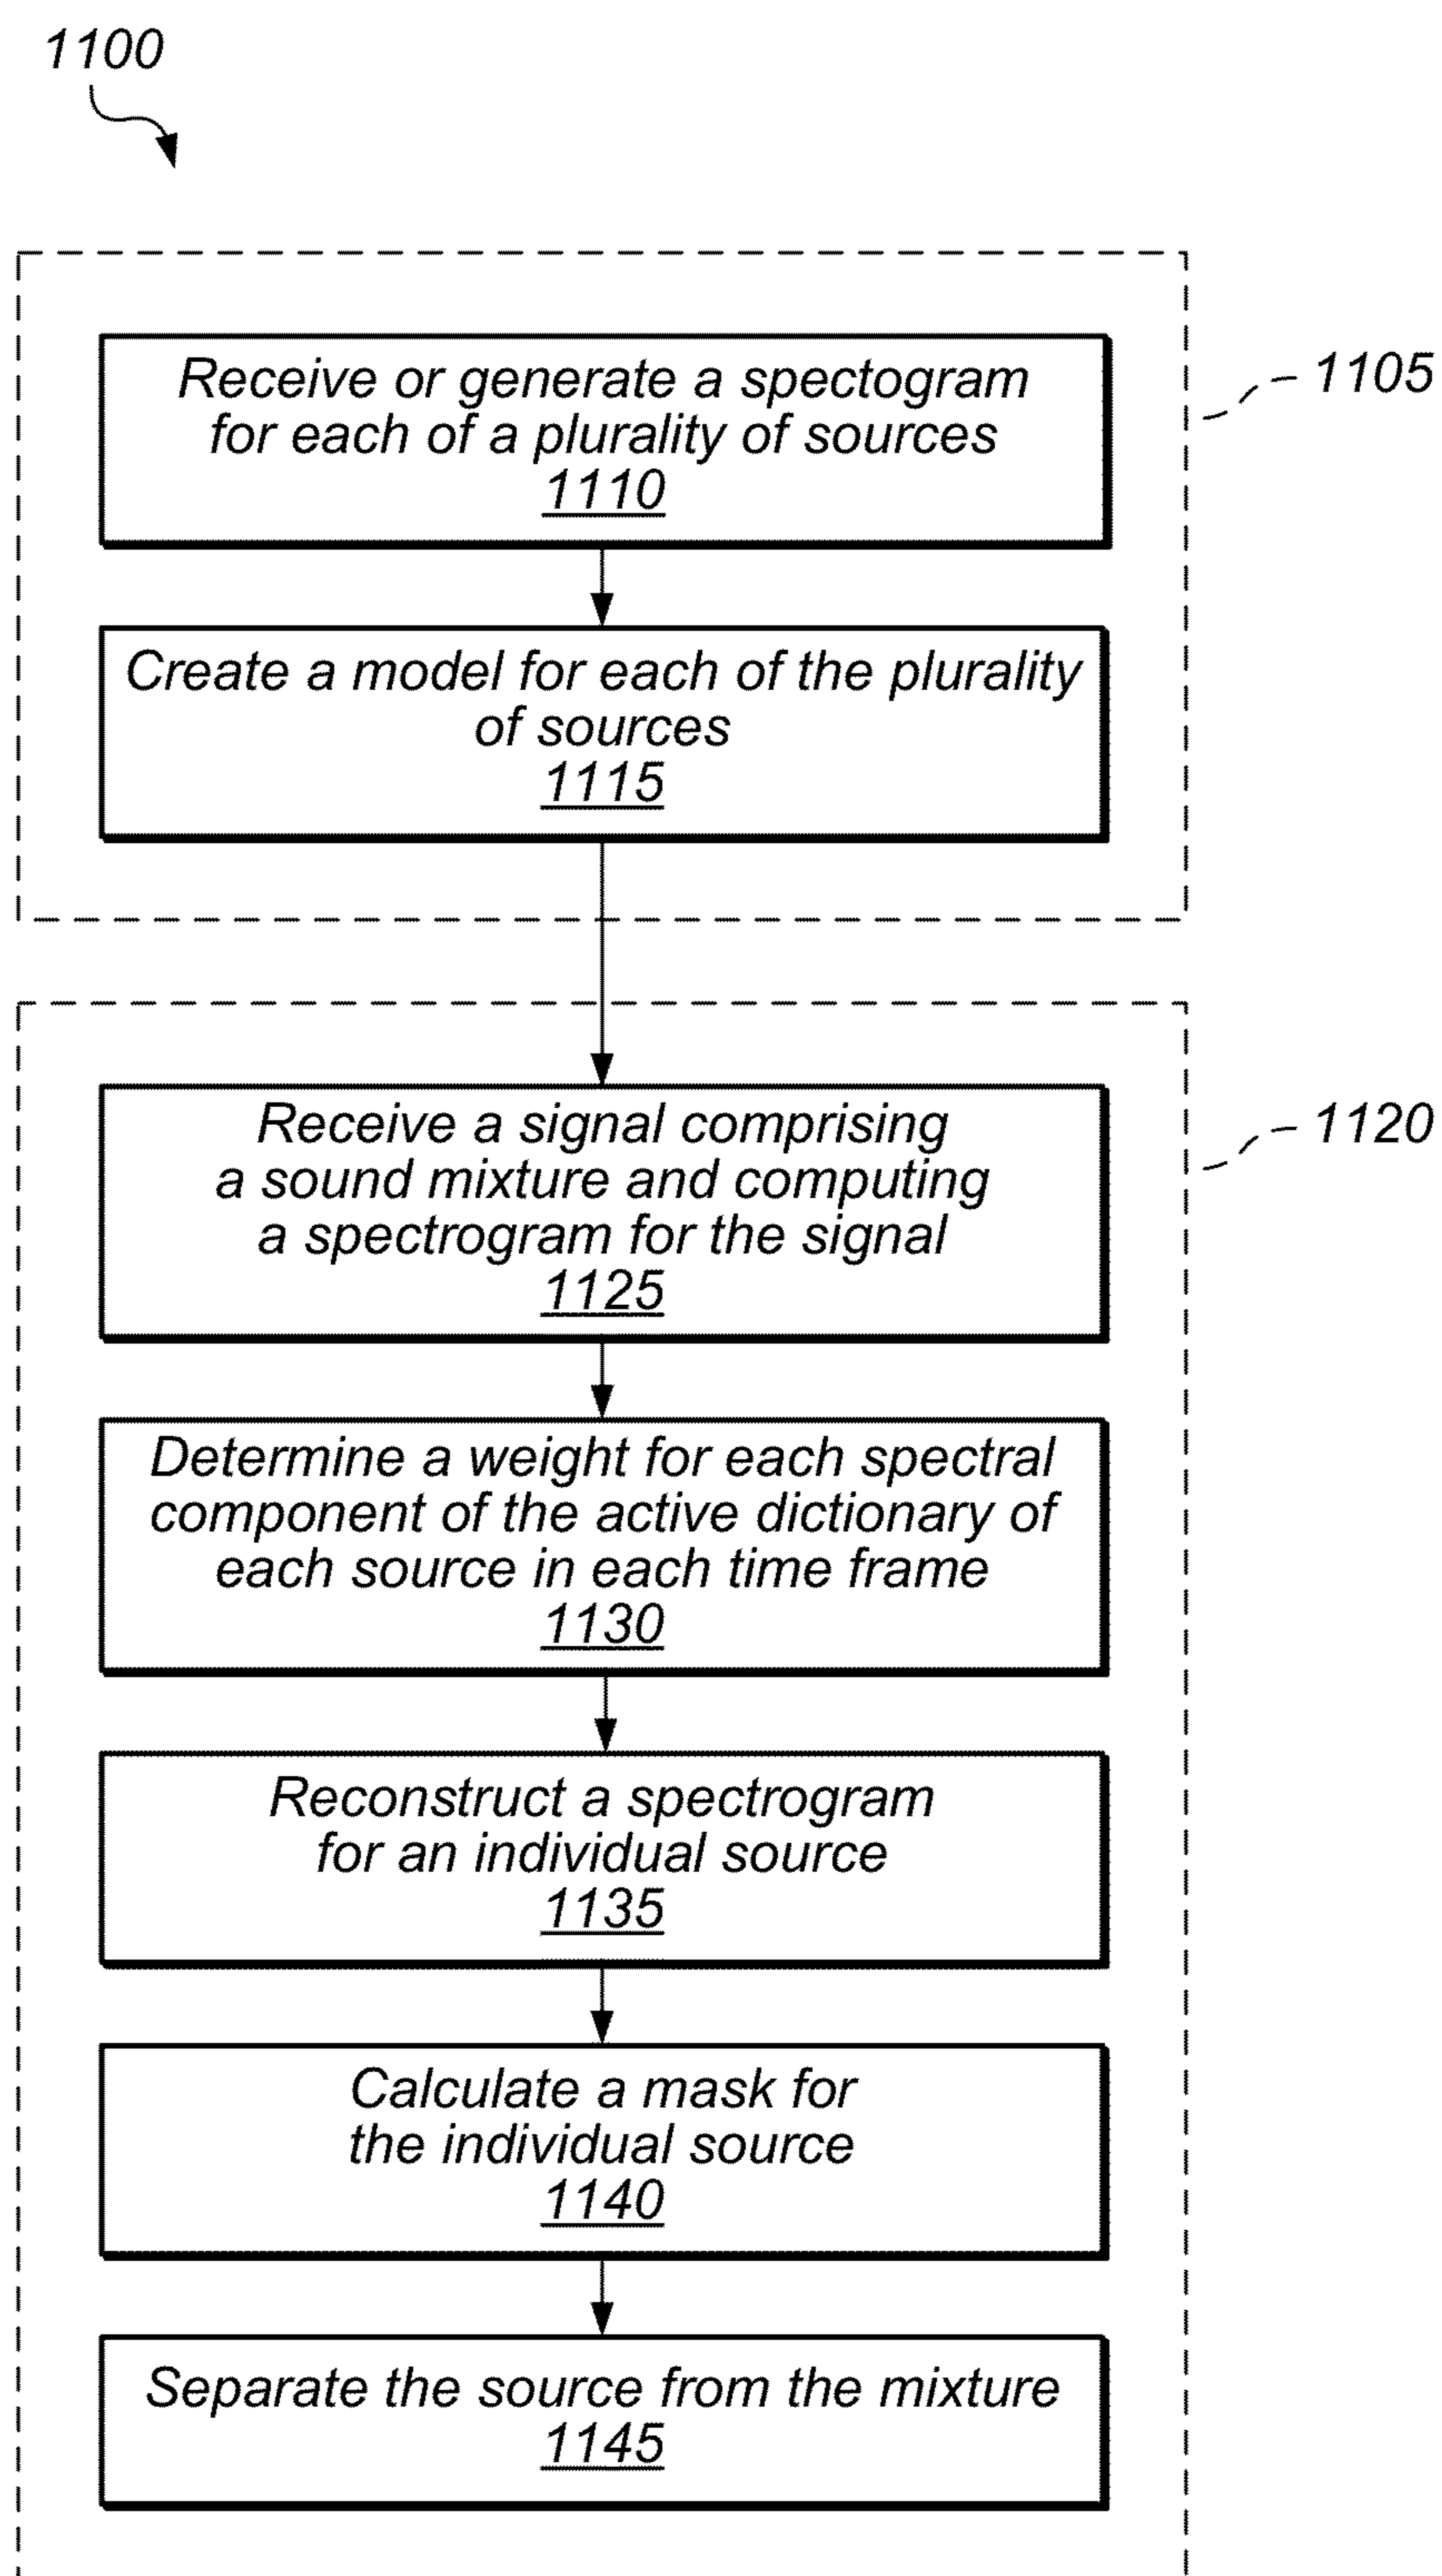 1100
Receive or generate a spectogram
for each of a plurality of sources
1110
1105
Create a model for each of the plurality
of sources
1115
Receive a signal comprising
a sound mixture and computing
a spectrogram for the signal
1125
1120
Determine a weight for each spectral
component of the active dictionary of
each source in each time frame
1130
Reconstruct a spectrogram
for an individual source
1135
Calculate a mask for
the individual source
1140
Separate the source from the mixture
1145